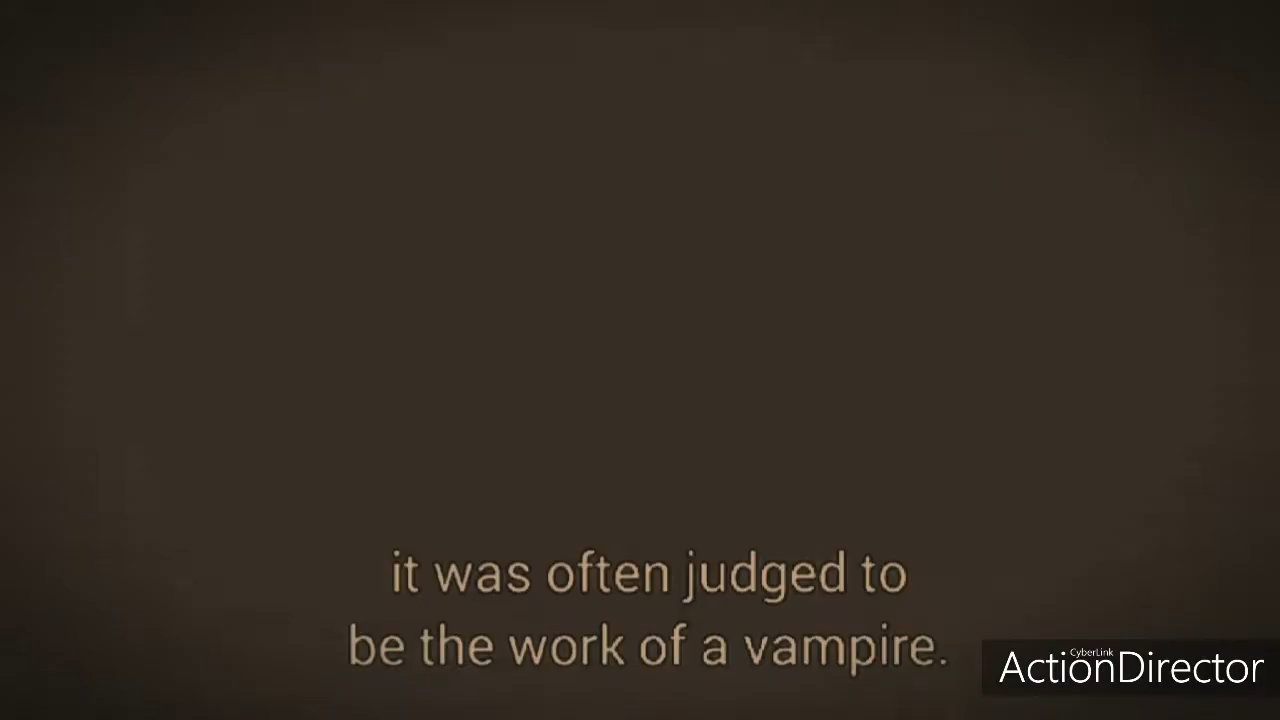 it was often judged to
be the work of a vampire.
CyberLink
ActionDirector